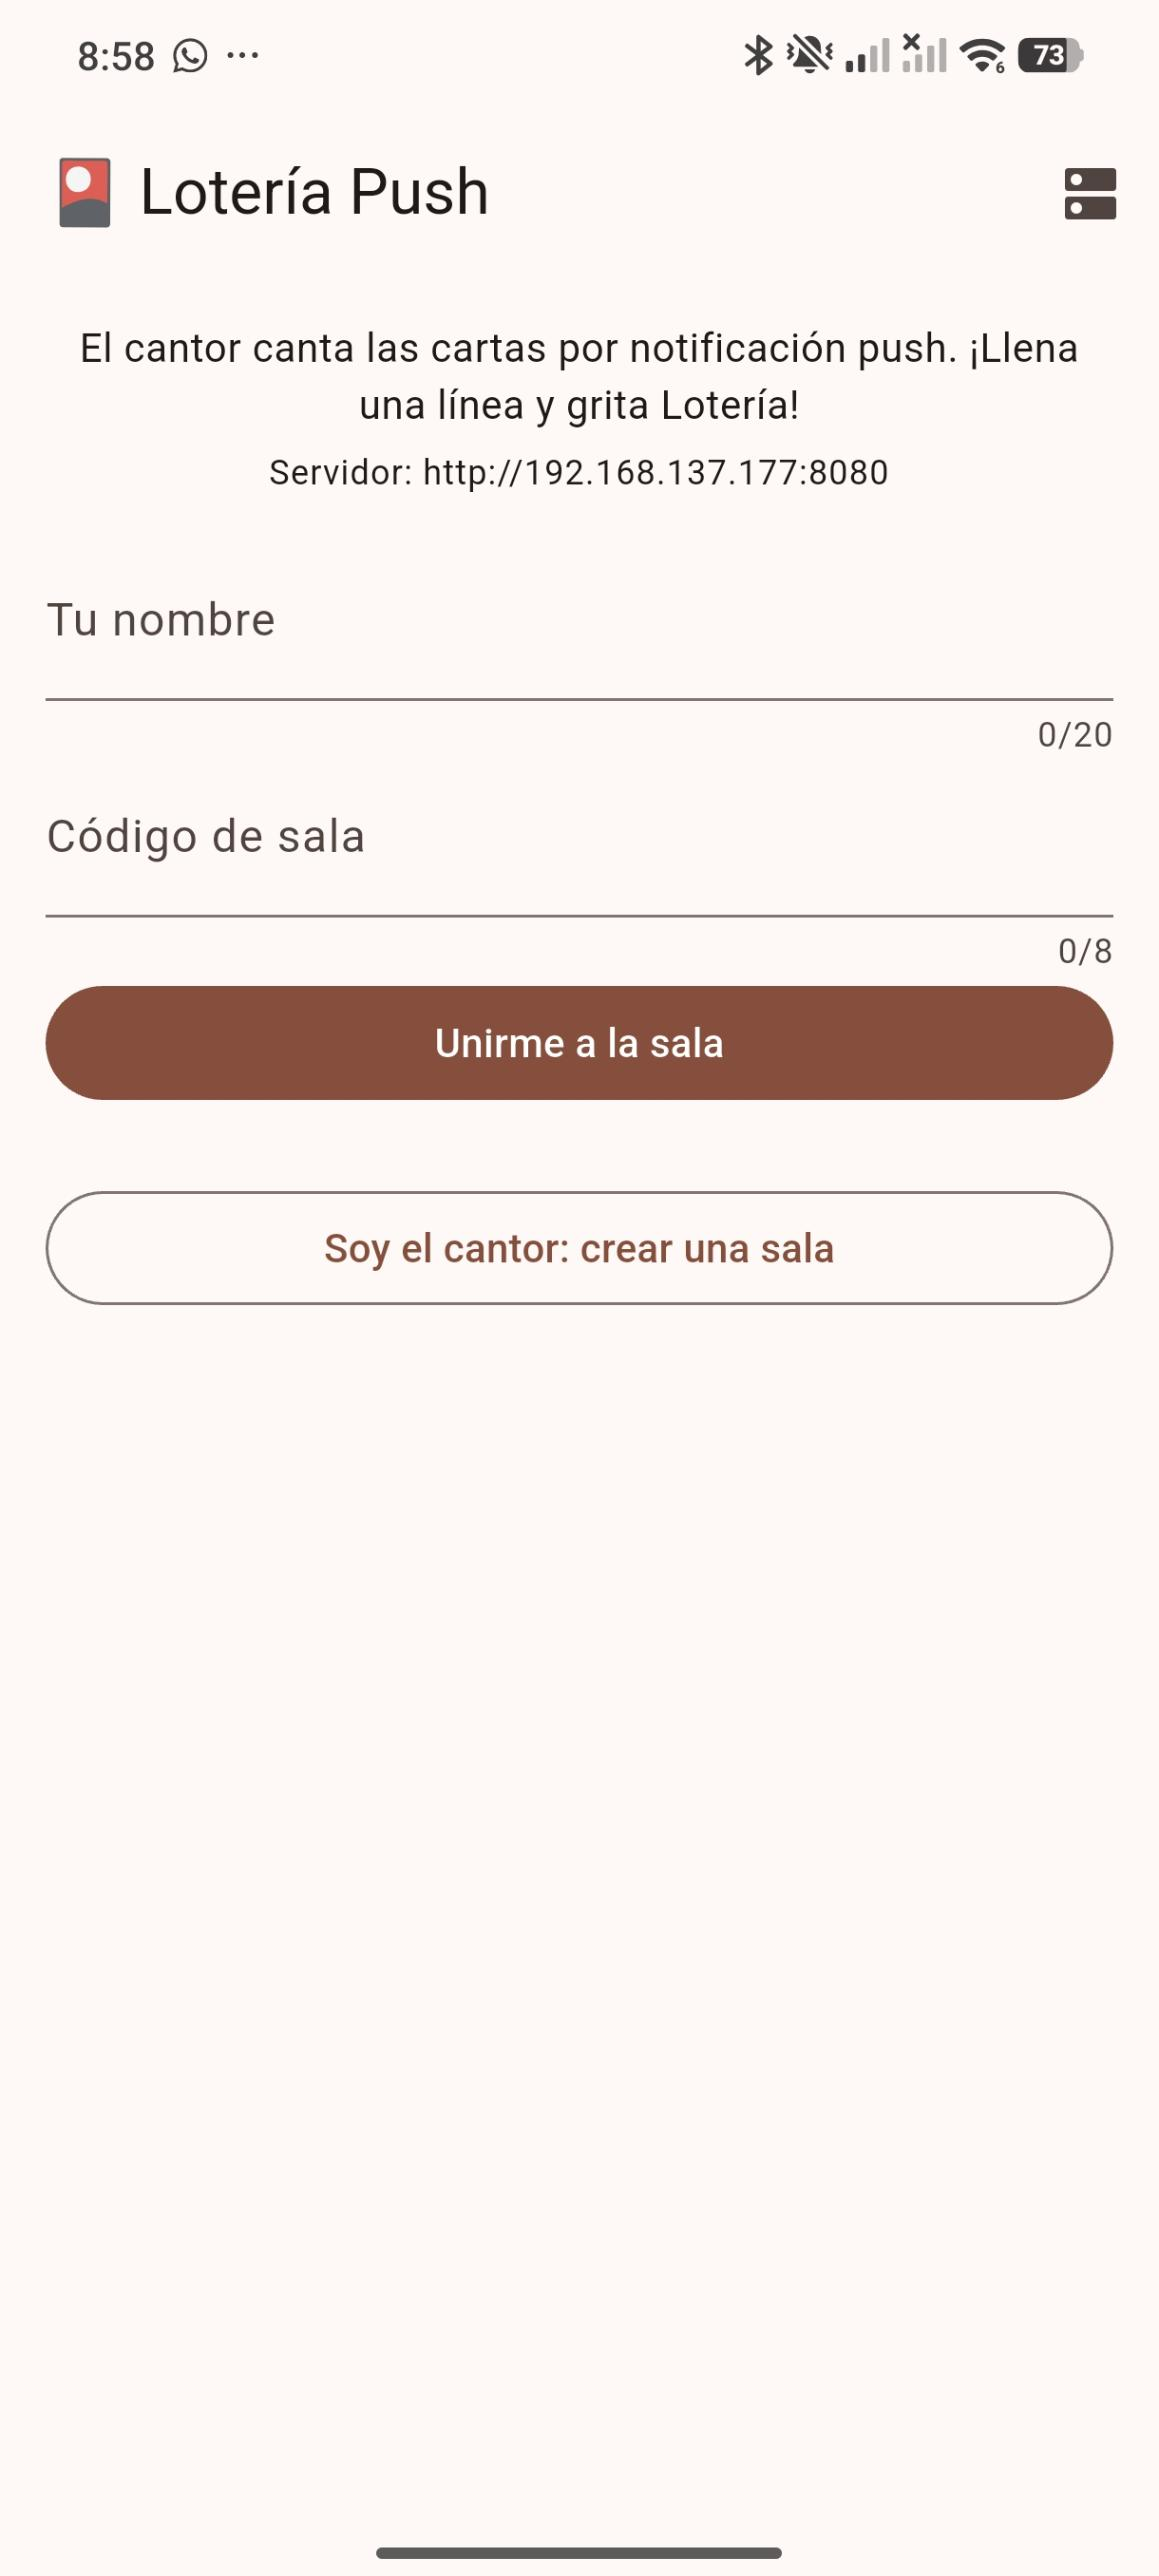 8:58
73
Lotería Push
El cantor canta las cartas por notificación push. ¡Llena
una línea y grita Lotería!
Servidor: http://192.168.137.177:8080
Tu nombre
0/20
Código de sala
0/8
Unirme a la sala
Soy el cantor: crear una sala